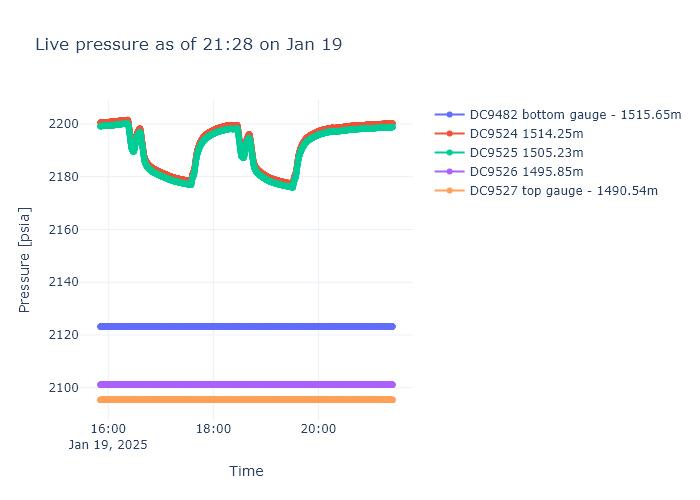 Live pressure as of 21:28 on Jan 19
DC9482 bottom gauge - 1515.65m
DC9524 1514.25m
DC9525 1505.23m
DC9526 1495.85m
DC9527 top gauge - 1490.54m
Pressure [psia]
2200
2180
2160
2140
2120
2100
16:00
Jan 19, 2025
18:00
20:00
Time